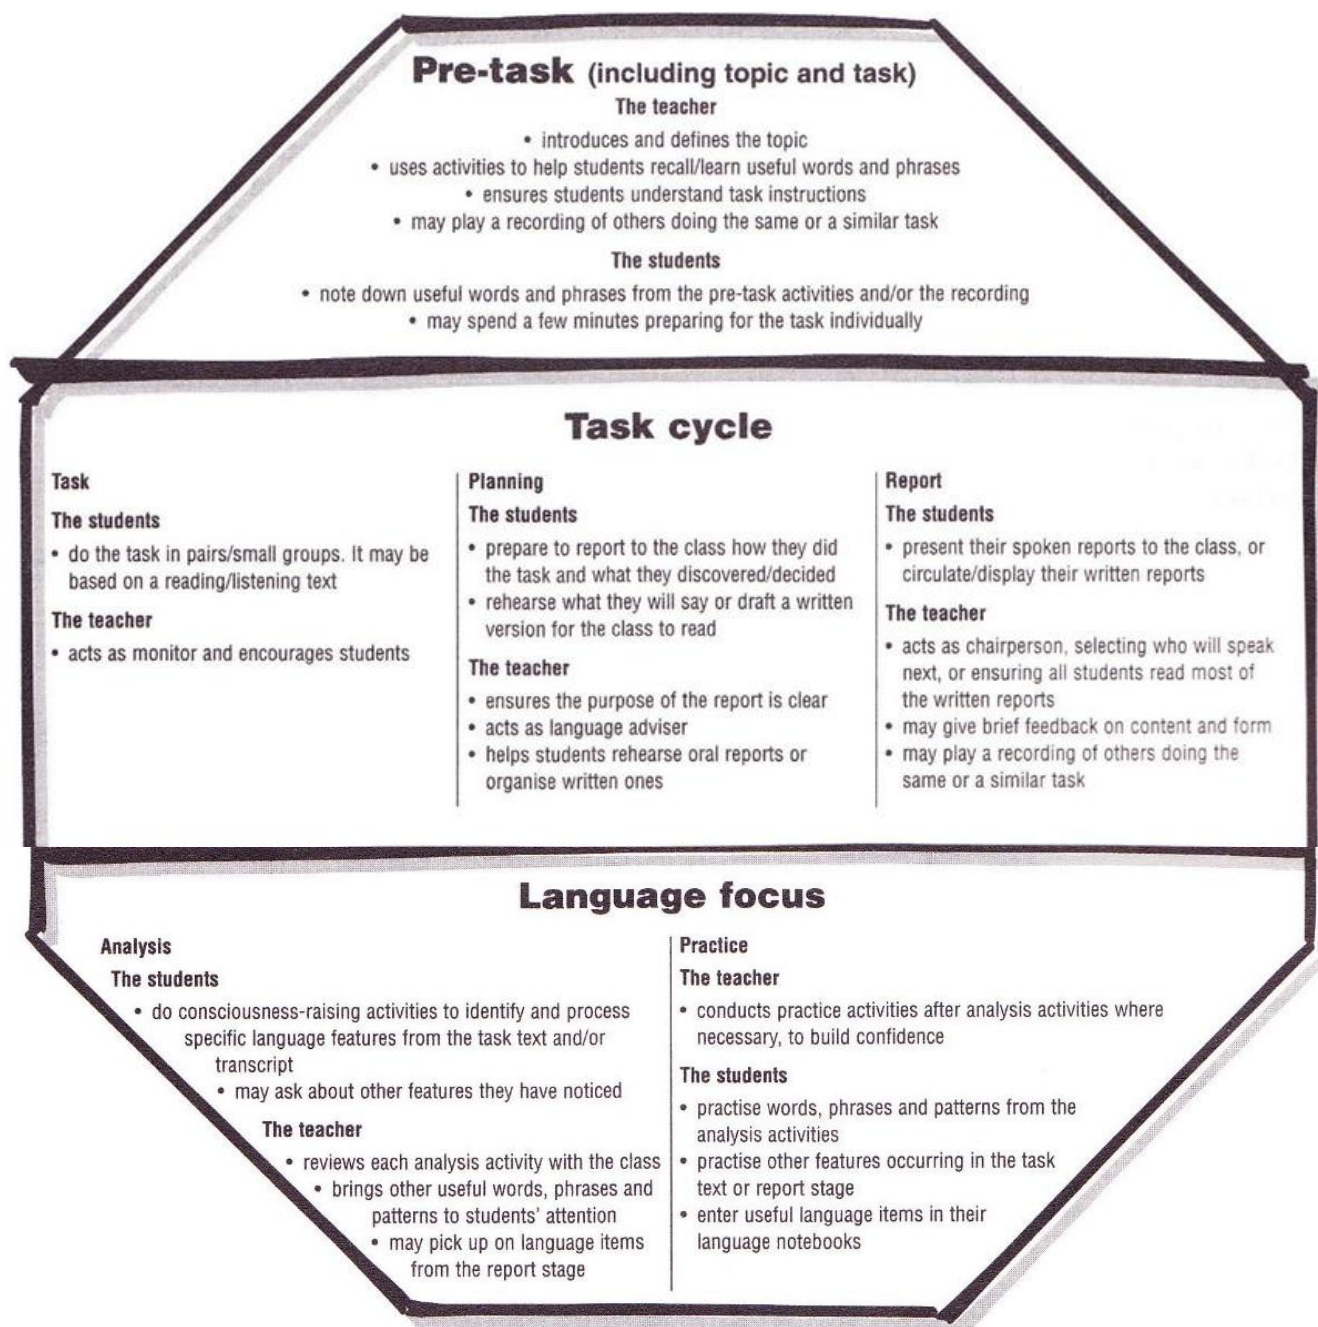 Pre-task (including topic and task)
The teacher
• introduces and defines the topic
• uses activities to help students recall/learn useful words and phrases
• ensures students understand task instructions
• may play a recording of others doing the same or a similar task
The students
• note down useful words and phrases from the pre-task activities and/or the recording
• may spend a few minutes preparing for the task individually
Task cycle
Task
The students
• do the task in pairs/small groups. It may be
based on a reading/listening text
The teacher
• acts as monitor and encourages students
Planning
The students
• prepare to report to the class how they did
the task and what they discovered/decided
• rehearse what they will say or draft a written
version for the class to read
The teacher
• ensures the purpose of the report is clear
• acts as language adviser
• helps students rehearse oral reports or
organise written ones
Report
The students
• present their spoken reports to the class, or
circulate/display their written reports
The teacher
• acts as chairperson, selecting who will speak
next, or ensuring all students read most of
the written reports
• may give brief feedback on content and form
• may play a recording of others doing the
same or a similar task
Language focus
Analysis
The students
• do consciousness-raising activities to identify and process
specific language features from the task text and/or
transcript
• may ask about other features they have noticed
The teacher
• reviews each analysis activity with the class
• brings other useful words, phrases and
patterns to students' attention
• may pick up on language items
from the report stage
Practice
The teacher
• conducts practice activities after analysis activities where
necessary, to build confidence
The students
• practise words, phrases and patterns from the
analysis activities
• practise other features occurring in the task
text or report stage
• enter useful language items in their
language notebooks